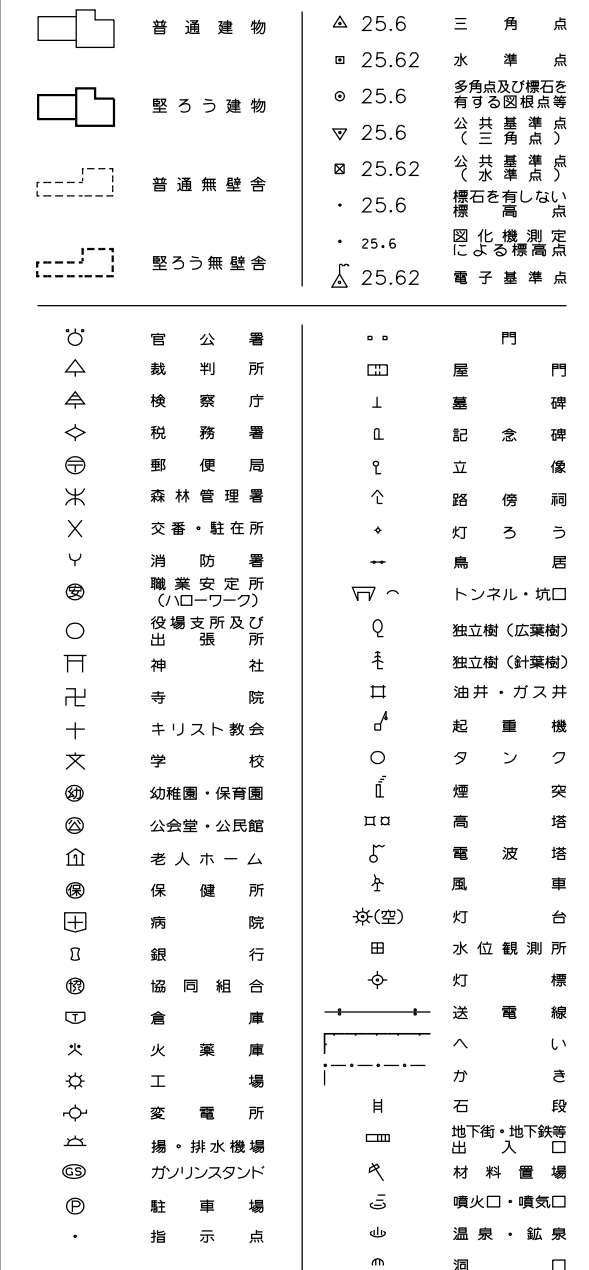 普通建物
堅ろう建物
普通無壁舎
堅ろう無壁舎
25.6 三角点
25.62 水準点
25.6 多角点及び標石を
有する図根点等
25.6 公共基準点
（三角点）
25.62 公共基準点
（水準点）
25.6 標石を有しない
標高点
25.6 図化機測定
による標高点
25.62 電子基準点
官公署
裁判所
検察庁
税務署
郵便局
森林管理署
交番・駐在所
消防署
安 職業安定所
（ハローワーク）
役場支所及び
出張所
神社
寺院
キリスト教会
文 学校
幼 幼稚園・保育園
公 公会堂・公民館
老人ホーム
保 保健所
病院
銀行
協 協同組合
T 倉庫
火薬庫
工場
変電所
揚・排水機場
GS ガソリンスタンド
P 駐車場
指示点
門
屋門
墓碑
記念碑
立像
路傍祠
灯ろう
鳥居
トンネル・坑口
独立樹（広葉樹）
独立樹（針葉樹）
油井・ガス井
起重機
タンク
煙突
高塔
電波塔
風車
(空) 灯台
水位観測所
灯標
送電線
へい
かき
石段
地下街・地下鉄等
出入口
材料置場
噴火口・噴気口
温泉・鉱泉
洞口